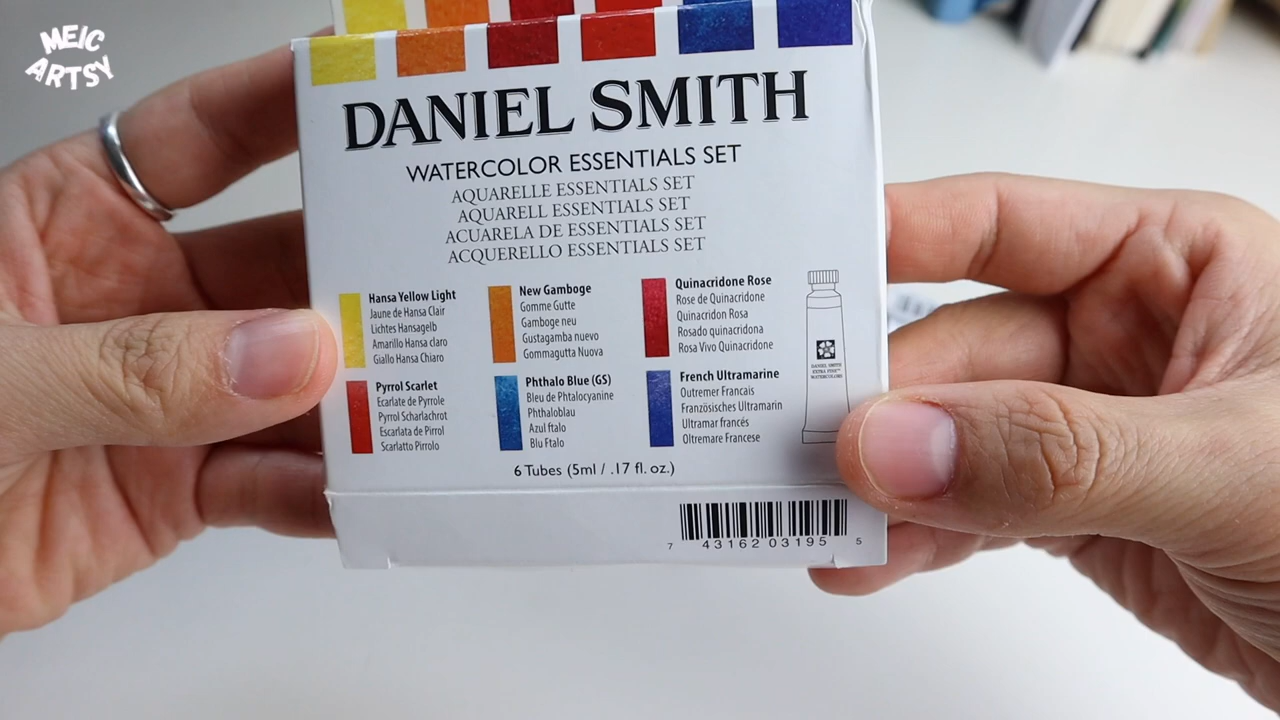 MEIC
ARTSY
DANIEL SMITH
WATERCOLOR ESSENTIALS SET
AQUARELLE ESSENTIALS SET
AQUARELL ESSENTIALS SET
ACUARELA DE ESSENTIALS SET
ACQUERELLO ESSENTIALS SET
Hansa Yellow Light
Jaune de Hansa Clair
Lichtes Hansagelb
Amarillo Hansa claro
Giallo Hansa Chiaro
New Gamboge
Gomme Gutte
Gamboge neu
Gustagamba nuevo
Gommagutta Nuova
Quinacridone Rose
Rose de Quinacridone
Quinacridon Rosa
Rosado quinacridona
Rosa Vivo Quinacridone
Pyrrol Scarlet
Ecarlate de Pyrrole
Pyrrol Scharlachrot
Escarlata de Pirrol
Scarlatto Pirrolo
Phthalo Blue (GS)
Bleu de Phtalocyanine
Phthaloblau
Azul ftalo
Blu Ftalo
French Ultramarine
Outremer Francais
Französisches Ultramarin
Ultramar francés
Oltremare Francese
DANIEL SMITH
EXTRA FINE™
WATERCOLORS
6 Tubes (5ml / .17 fl. oz.)
7 43162 03195 5